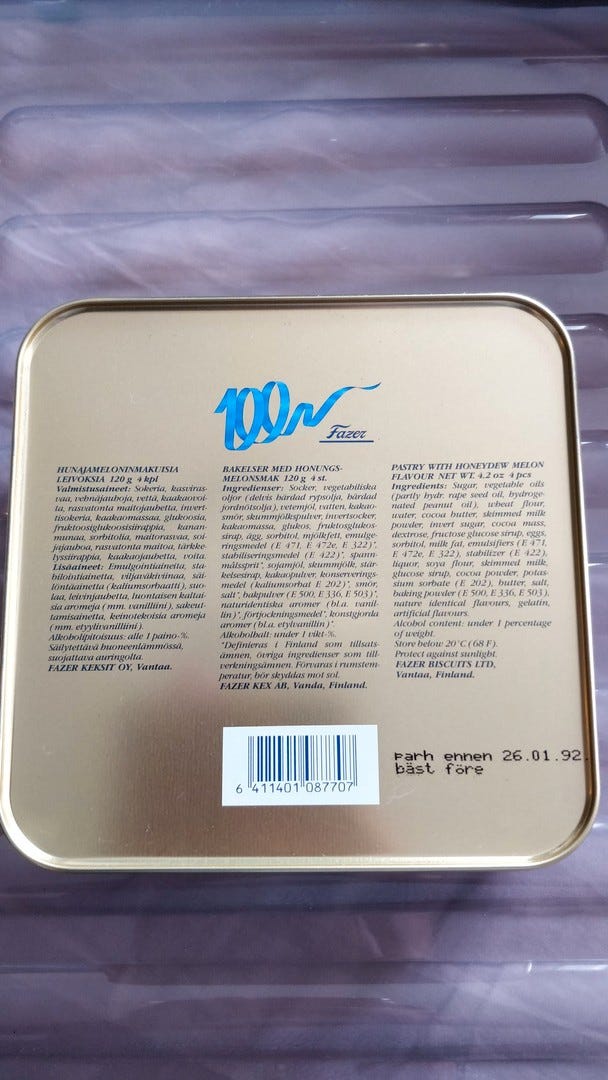 100
Fazer
HUNAJAMELONINMAKUISIA
LEIVOKSIA 120 g 4 kpl
Valmistusaineet: Sokeria, kasviras-
vaa, vehnäjauhoja, vettä, kaakaovoi-
ta, rasvatonta maitojauhetta, invert-
tisokeria, kaakaomassaa, glukoosia,
fruktoosiglukoosisiirappia, kanan-
munaa, sorbitolia, maitorasvaa, soi-
jajauhoa, rasvatonta maitoa, tärkke-
lyssiirappia, kaakaojauhetta, voita.
Lisäaineet: Emulgointiaineita, sta-
bilointiainetta, viljaväkiviinaa, säi-
löntäainetta (kaliumsorbaatti), suo-
laa, leivinjauhetta, luontaisen kaltai-
sia aromeja (mm. vanilliini), sakeut-
tamisainetta, keinotekoisia aromeja
(mm. etyylivanilliini).
Alkoholipitoisuus: alle 1 paino-%.
Säilytettävä huoneenlämmössä,
suojattava auringolta.
FAZER KEKSIT OY, Vantaa.
BAKELSER MED HONUNGS-
MELONSMAK 120 g 4 st.
Ingredienser: Socker, vegetabiliska
oljor (delvis härdad rypsolja, härdad
jordnötsolja), vetemjöl, vatten, kakao-
smör, skummjölkspulver, invertsocker,
kakaomassa, glukos, fruktosglukos-
sirap, ägg, sorbitol, mjölkfett, emulge-
ringsmedel (E 471, E 472e, E 322)*,
stabiliseringsmedel (E 422)*, spann-
målssprit*, sojamjöl, skummjölk, stär-
kelsesirap, kakaopulver, konserverings-
medel (kaliumsorbat E 202)*, smör,
salt*, bakpulver (E 500, E 336, E 503)*,
naturidentiska aromer (bl.a. vanil-
lin)*, förtjockningsmedel*, konstgjorda
aromer (bl.a. etylvanillin)*.
Alkoholhalt: under 1 vikt-%.
*Definieras i Finland som tillsats-
ämnen, övriga ingredienser som till-
verkningsämnen. Förvaras i rumstem-
peratur, bör skyddas mot sol.
FAZER KEX AB, Vanda, Finland.
PASTRY WITH HONEYDEW MELON
FLAVOUR NET WT. 4.2 oz 4 pcs
Ingredients: Sugar, vegetable oils
(partly hydr. rape seed oil, hydroge-
nated peanut oil), wheat flour,
water, cocoa butter, skimmed milk
powder, invert sugar, cocoa mass,
dextrose, fructose glucose sirup, eggs,
sorbitol, milk fat, emulsifiers (E 471,
E 472e, E 322), stabilizer (E 422),
liquor, soya flour, skimmed milk,
glucose sirup, cocoa powder, potas-
sium sorbate (E 202), butter, salt,
baking powder (E 500, E 336, E 503),
nature identical flavours, gelatin,
artificial flavours.
Alcohol content: under 1 percentage
of weight.
Store below 20°C (68 F).
Protect against sunlight.
FAZER BISCUITS LTD,
Vantaa, Finland.
parh ennen 26.01.92.
bäst före
6 411401 087707